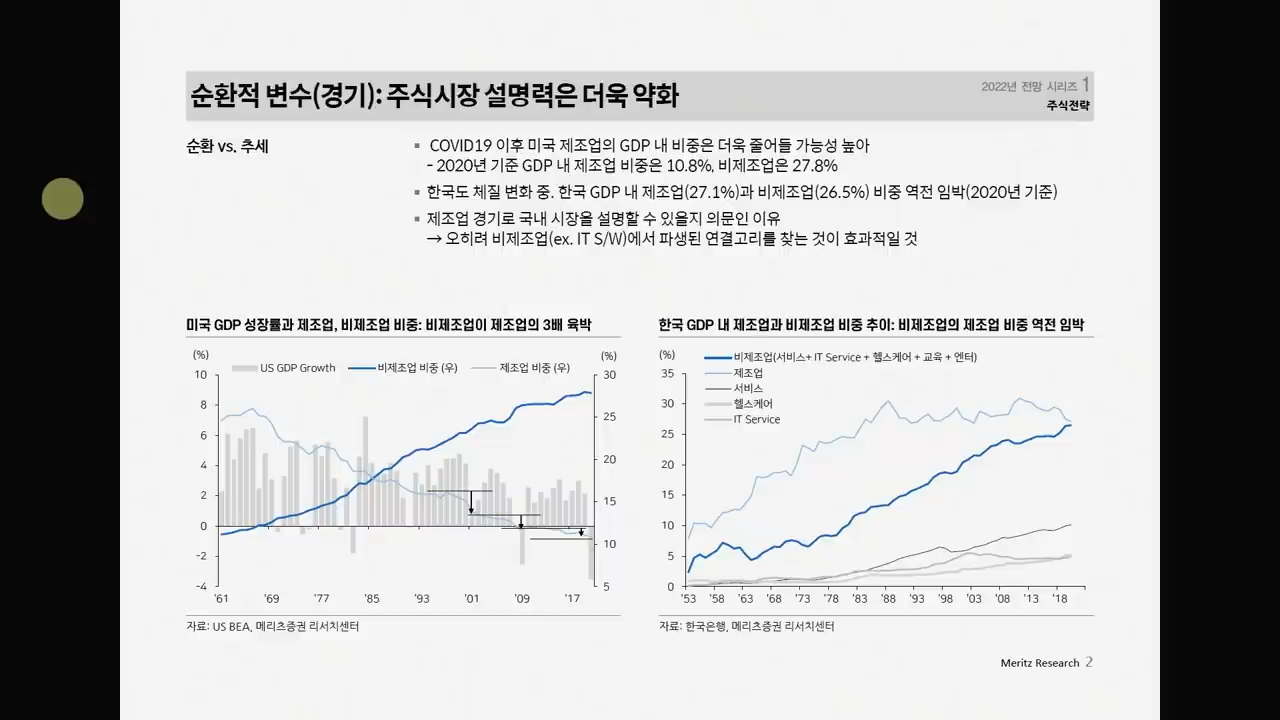 순환적 변수(경기): 주식시장 설명력은 더욱 약화
2022년 전망 시리즈 1
주식전략
순환 vs. 추세
▪ COVID19 이후 미국 제조업의 GDP 내 비중은 더욱 줄어들 가능성 높아
- 2020년 기준 GDP 내 제조업 비중은 10.8%, 비제조업은 27.8%
▪ 한국도 체질 변화 중. 한국 GDP 내 제조업(27.1%)과 비제조업(26.5%) 비중 역전 임박(2020년 기준)
▪ 제조업 경기로 국내 시장을 설명할 수 있을지 의문인 이유
→ 오히려 비제조업(ex. IT S/W)에서 파생된 연결고리를 찾는 것이 효과적일 것
미국 GDP 성장률과 제조업, 비제조업 비중: 비제조업이 제조업의 3배 육박
(%)
(%)
US GDP Growth
비제조업 비중 (우)
제조업 비중 (우)
10
8
6
4
2
0
-2
-4
30
25
20
15
10
5
'61 '69 '77 '85 '93 '01 '09 '17
자료: US BEA, 메리츠증권 리서치센터
한국 GDP 내 제조업과 비제조업 비중 추이: 비제조업의 제조업 비중 역전 임박
(%)
비제조업(서비스+ IT Service + 헬스케어 + 교육 + 엔터)
제조업
서비스
헬스케어
IT Service
35
30
25
20
15
10
5
0
'53 '58 '63 '68 '73 '78 '83 '88 '93 '98 '03 '08 '13 '18
자료: 한국은행, 메리츠증권 리서치센터
Meritz Research 2